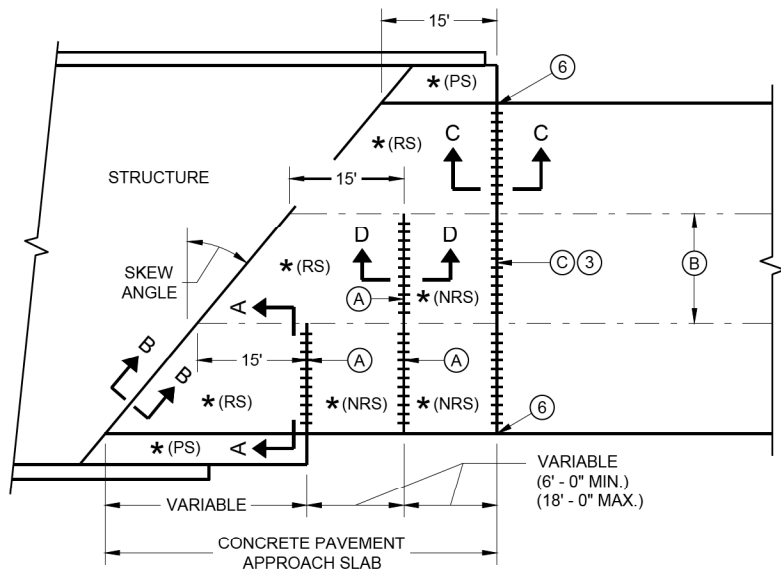 15'
* (PS)
6
* (RS)
C
C
STRUCTURE
15'
D
D
B
SKEW
ANGLE
* (RS)
C 3
A
* (NRS)
A
B
B
15'
A
A
* (RS)
* (NRS)
* (NRS)
6
A
* (PS)
VARIABLE
VARIABLE
(6' - 0" MIN.)
(18' - 0" MAX.)
CONCRETE PAVEMENT
APPROACH SLAB